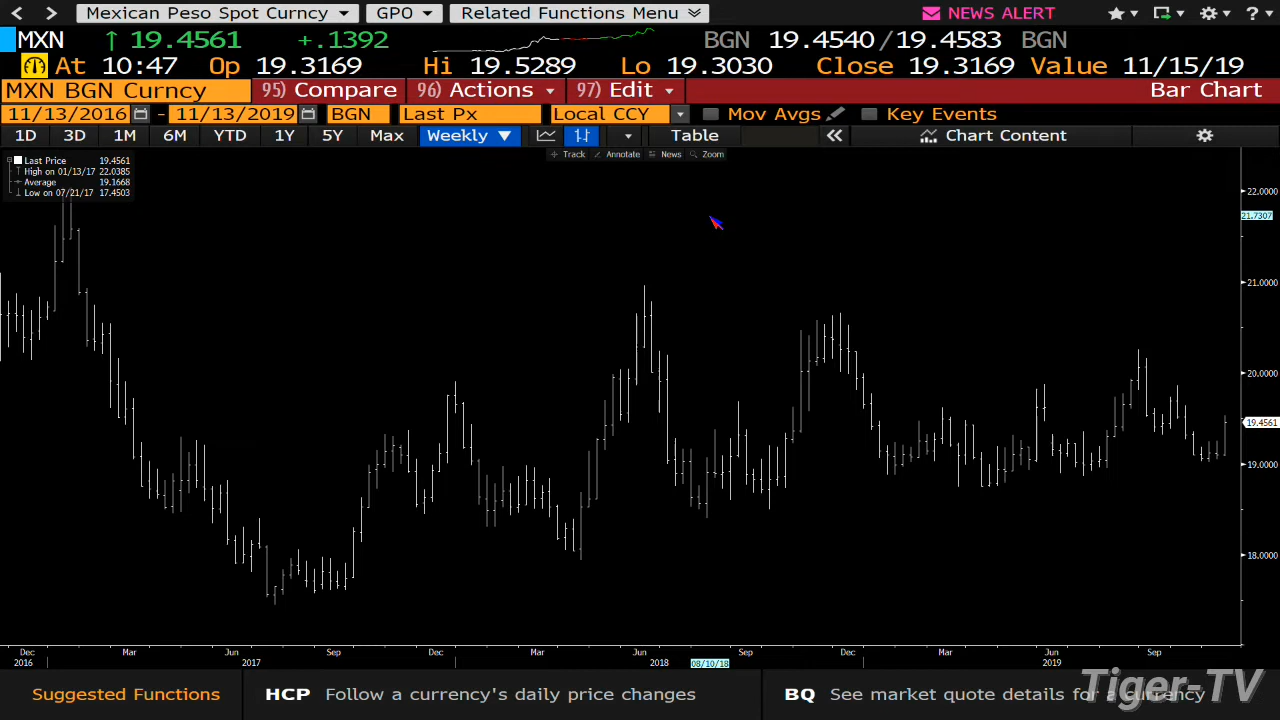 Mexican Peso Spot Curncy GPO Related Functions Menu NEWS ALERT ?
MXN ↑ 19.4561 +.1392 BGN 19.4540/19.4583 BGN
At 10:47 Op 19.3169 Hi 19.5289 Lo 19.3030 Close 19.3169 Value 11/15/19
MXN BGN Curncy 95) Compare 96) Actions 97) Edit Bar Chart
11/13/2016 - 11/13/2019 BGN Last Px Local CCY Mov Avgs Key Events
1D 3D 1M 6M YTD 1Y 5Y Max Weekly ▼ Table « Chart Content
Track Annotate News Zoom
Last Price 19.4561
High on 01/13/17 22.0385
Average 19.1668
Low on 07/21/17 17.4503
22.0000
21.7307
21.0000
20.0000
19.4561
19.0000
18.0000
Dec Mar Jun Sep Dec Mar Jun Sep Dec Mar Jun Sep
2016 2017 2018 08/10/18 2019
Tiger-TV
Suggested Functions HCP Follow a currency's daily price changes BQ See market quote details for a currency